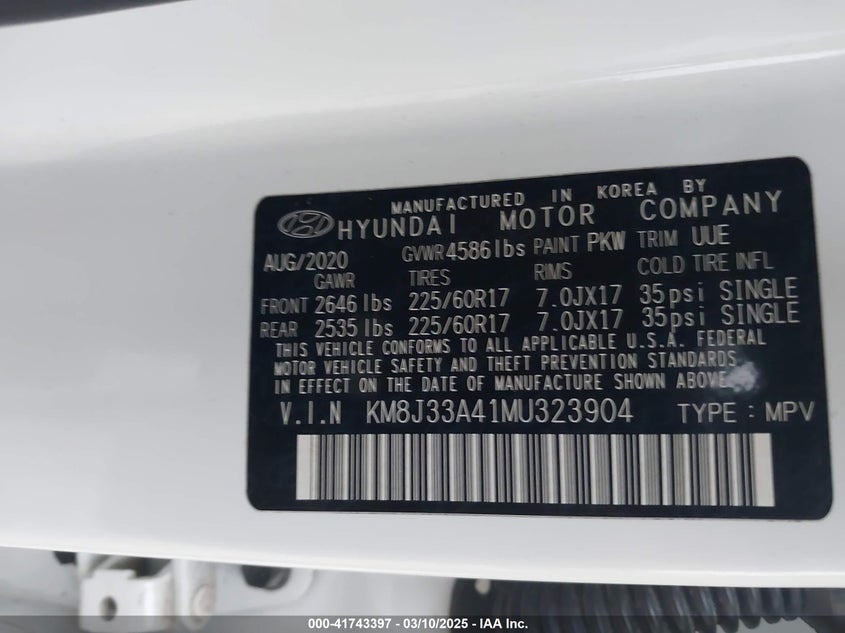 MANUFACTURED IN KOREA BY
HYUNDAI MOTOR COMPANY
AUG/2020 GVWR 4586lbs PAINT PKW TRIM UUE
GAWR TIRES RIMS COLD TIRE INFL
FRONT 2646 lbs 225/60R17 7.0JX17 35psi SINGLE
REAR 2535 lbs 225/60R17 7.0JX17 35psi SINGLE
THIS VEHICLE CONFORMS TO ALL APPLICABLE U.S.A. FEDERAL
MOTOR VEHICLE SAFETY AND THEFT PREVENTION STANDARDS
IN EFFECT ON THE DATE OF MANUFACTURE SHOWN ABOVE.
V.I.N KM8J33A41MU323904 TYPE : MPV
000-41743397 - 03/10/2025 - IAA Inc.